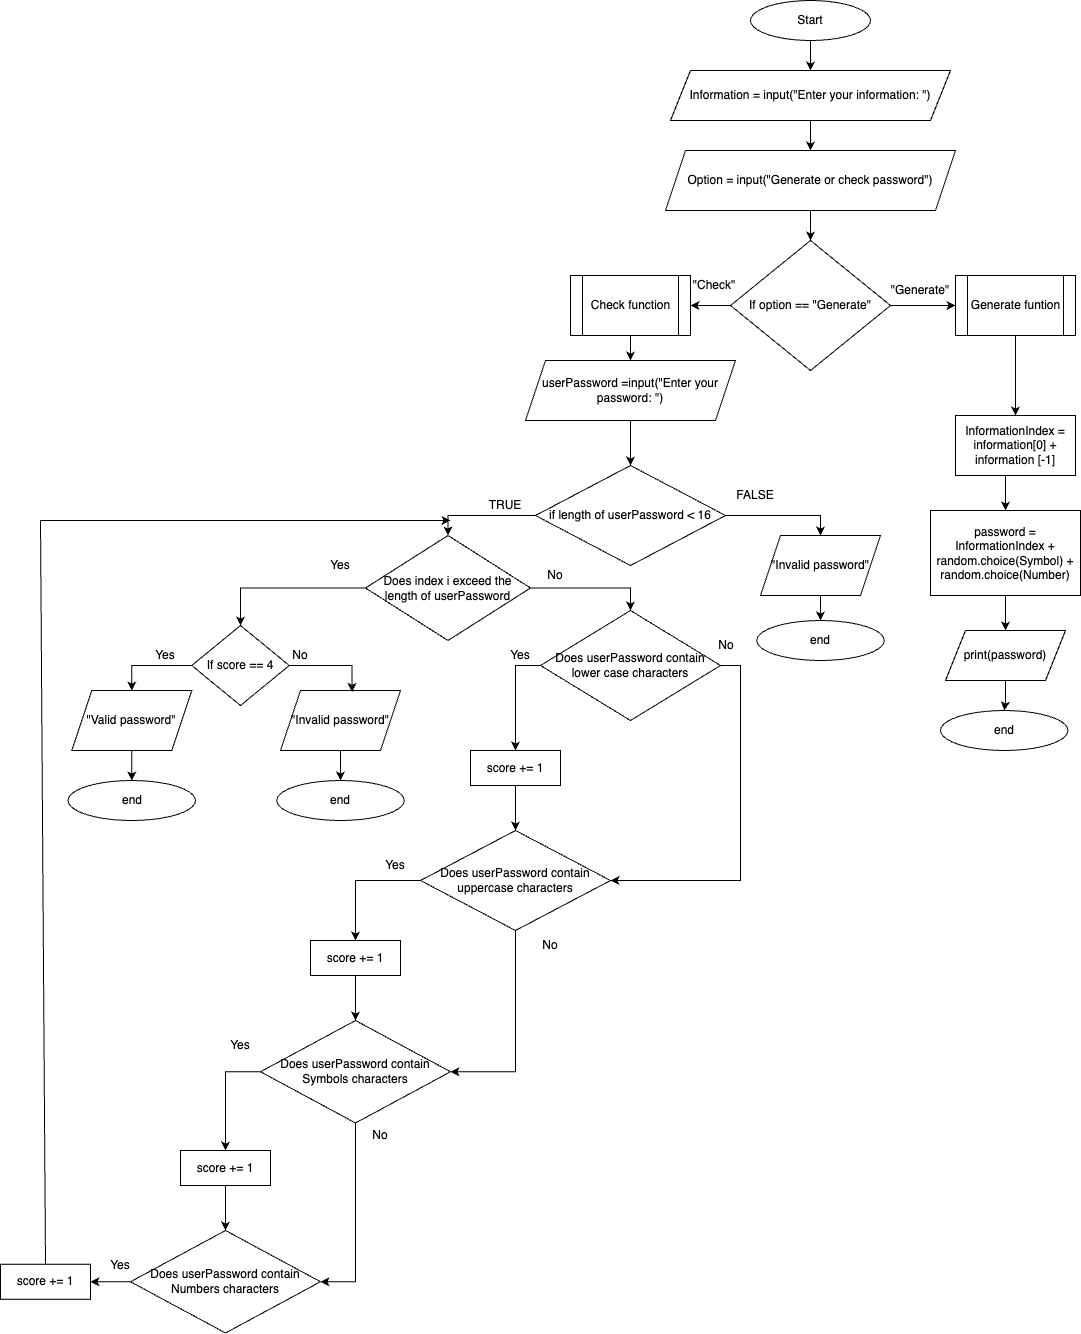 Start
Information = input("Enter your information: ")
Option = input("Generate or check password")
"Check"
"Generate"
Check function
If option == "Generate"
Generate funtion
userPassword =input("Enter your
password: ")
InformationIndex =
information[0] +
information [-1]
TRUE
FALSE
if length of userPassword < 16
password =
InformationIndex +
random.choice(Symbol) +
random.choice(Number)
Yes
No
Does index i exceed the
length of userPassword
"Invalid password"
end
print(password)
Yes
If score == 4
No
Yes
Does userPassword contain
lower case characters
No
"Valid password"
"Invalid password"
end
score += 1
end
end
Yes
Does userPassword contain
uppercase characters
No
score += 1
Yes
Does userPassword contain
Symbols characters
No
score += 1
Yes
Does userPassword contain
Numbers characters
score += 1